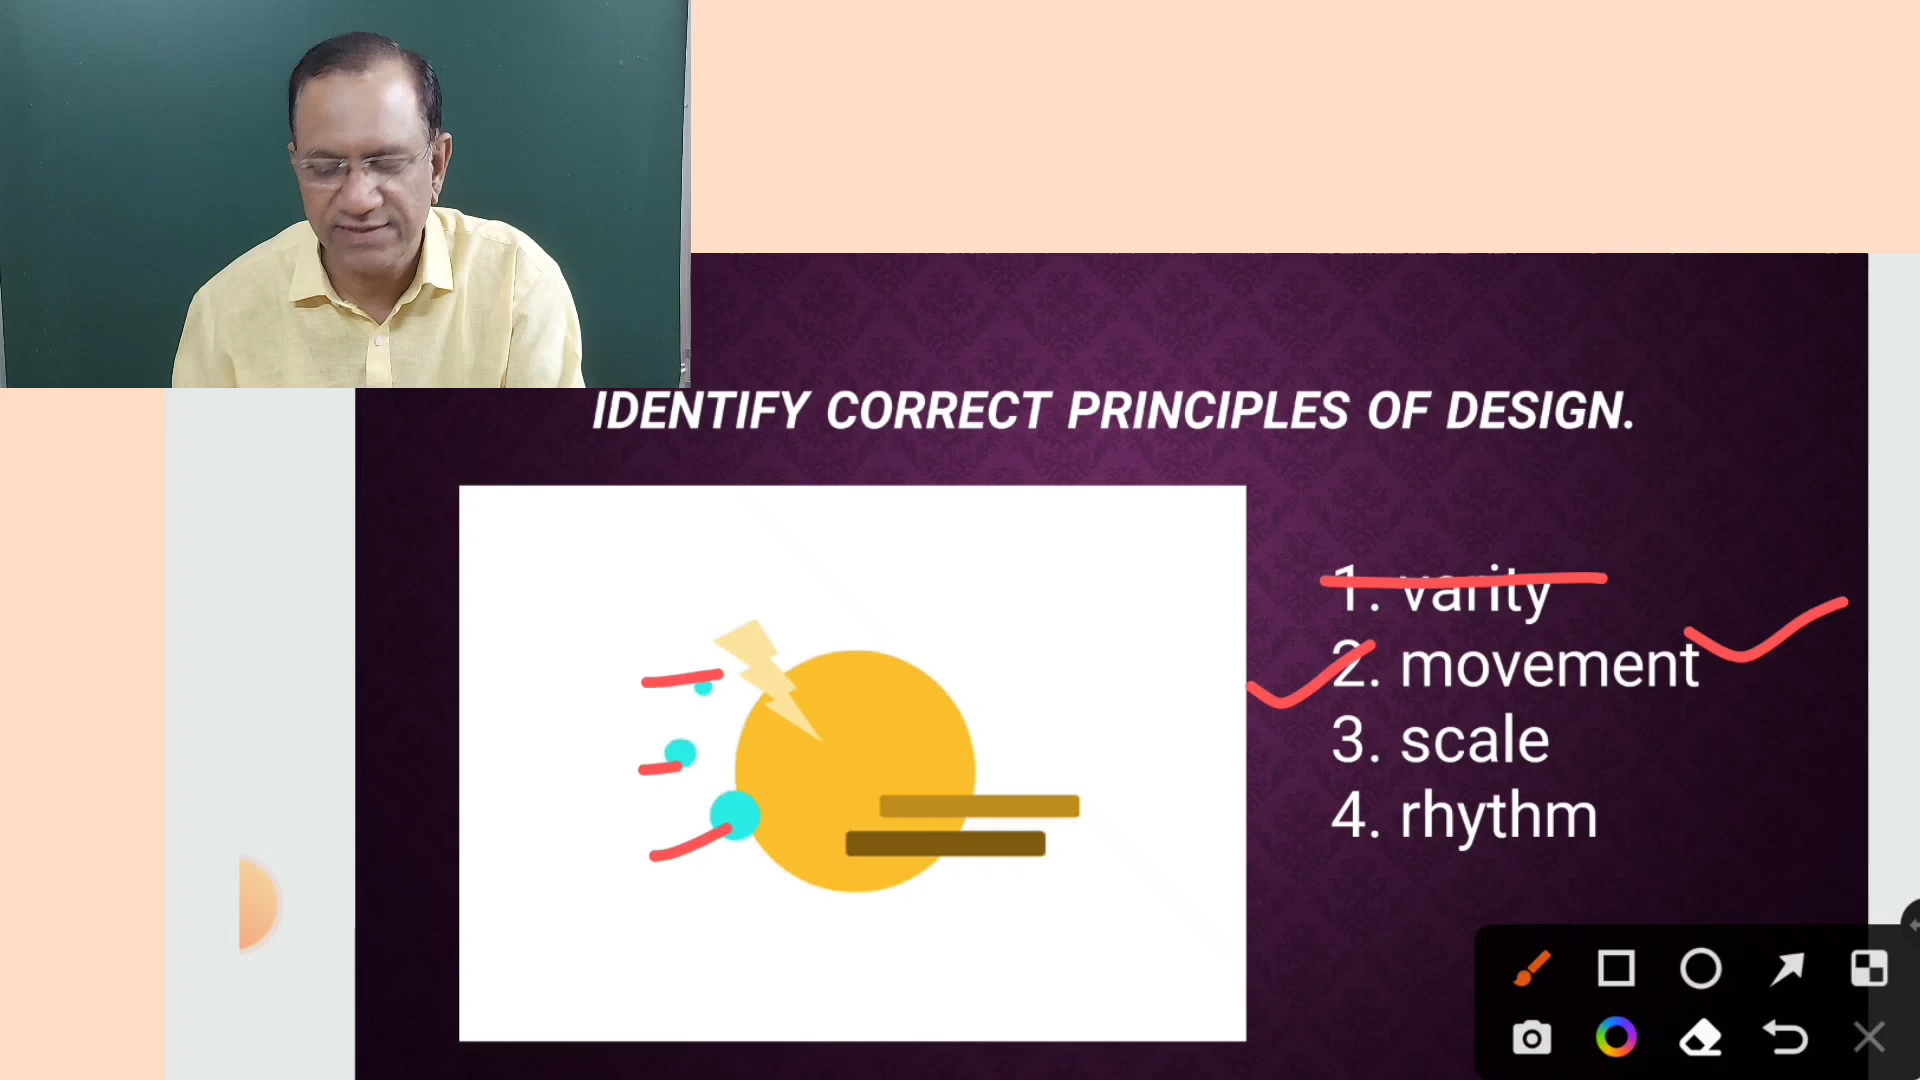 IDENTIFY CORRECT PRINCIPLES OF DESIGN.
1. varity
2. movement
3. scale
4. rhythm